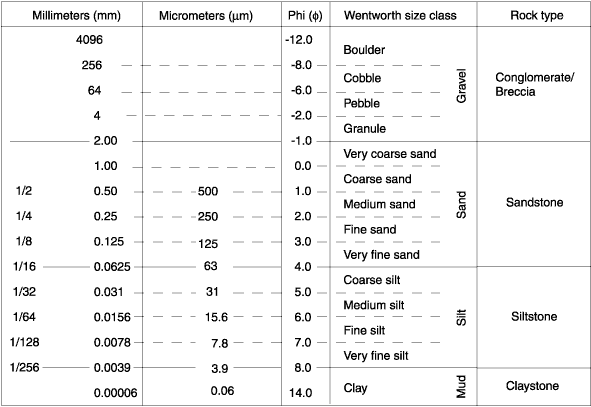 Millimeters (mm) Micrometers (μm) Phi (ϕ) Wentworth size class Rock type
4096 -12.0
Boulder
256 -8.0
Cobble
64 -6.0
Pebble
4 -2.0
Granule
2.00 -1.0
Gravel
Conglomerate/
Breccia
Very coarse sand
1.00 0.0
Coarse sand
1/2 0.50 500 1.0
Medium sand
1/4 0.25 250 2.0
Fine sand
1/8 0.125 125 3.0
Very fine sand
1/16 0.0625 63 4.0
Sand
Sandstone
Coarse silt
1/32 0.031 31 5.0
Medium silt
1/64 0.0156 15.6 6.0
Fine silt
1/128 0.0078 7.8 7.0
Very fine silt
1/256 0.0039 3.9 8.0
Silt
Siltstone
Clay
0.00006 0.06 14.0
Mud
Claystone